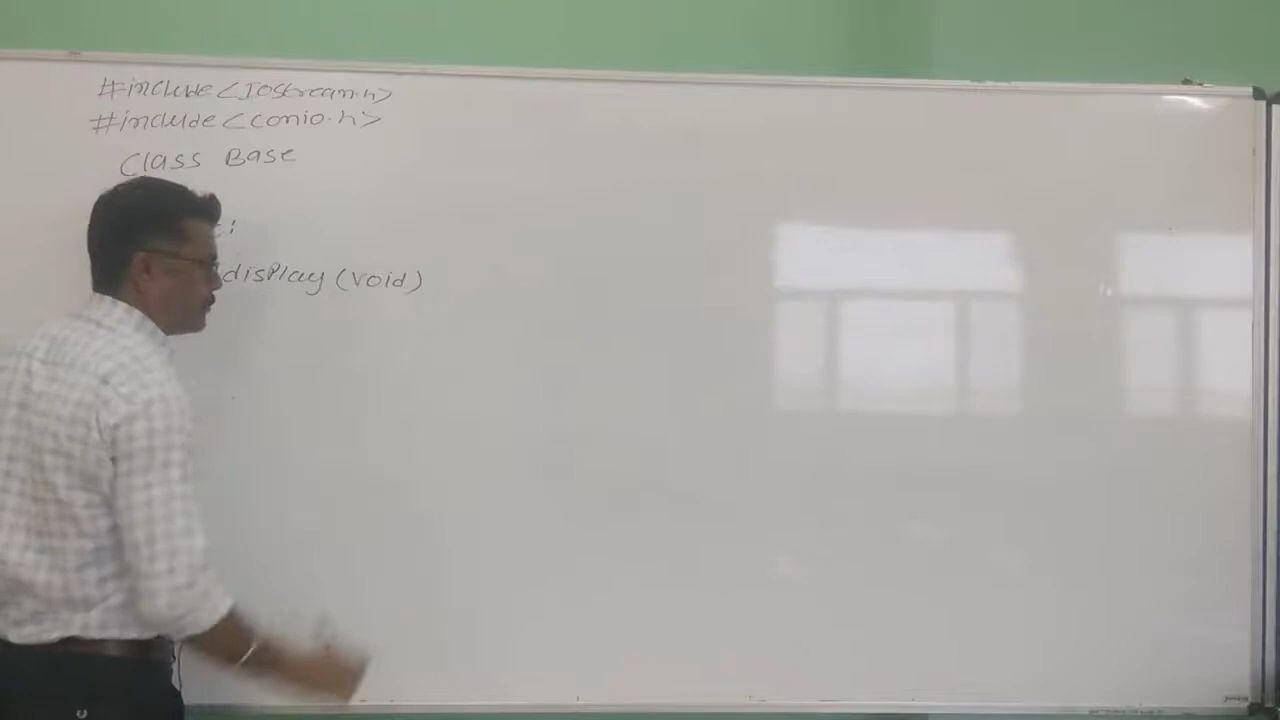 #include<Iostream.h>
#include<conio.h>
Class Base
:
display(void)